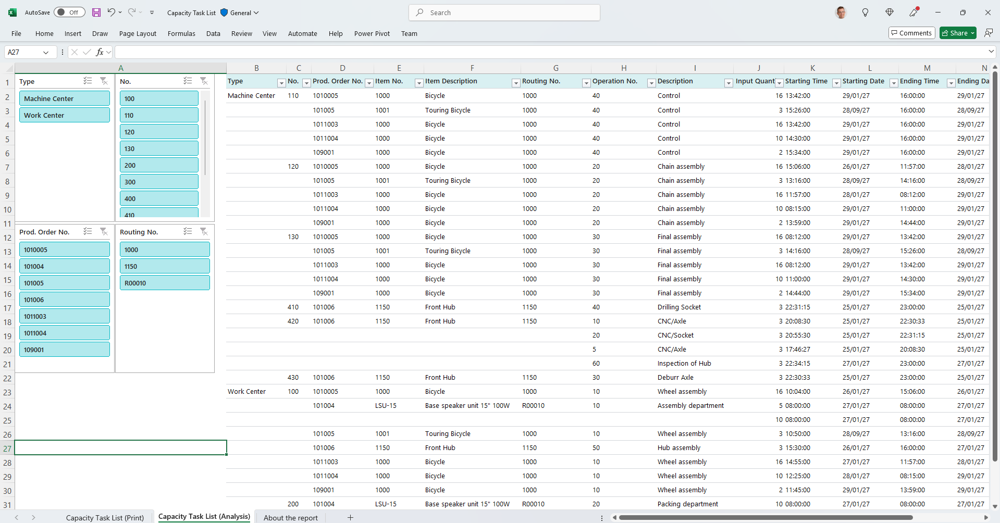 AutoSave Off Capacity Task List General Search
File Home Insert Draw Page Layout Formulas Data Review View Automate Help Power Pivot Team Comments Share
A27 fx
A B C D E F G H I J K L M N
Type No.
Machine Center 100
Work Center 110
120
130
200
300
400
410
Prod. Order No. Routing No.
1010005 1000
101004 1150
101005 R00010
101006
1011003
1011004
109001
1 Type No. Prod. Order No. Item No. Item Description Routing No. Operation No. Description Input Quant Starting Time Starting Date Ending Time Ending Da
2 Machine Center 110 1010005 1000 Bicycle 1000 40 Control 16 13:42:00 29/01/27 16:00:00 29/01/27
3 101005 1001 Touring Bicycle 1000 40 Control 3 15:26:00 28/09/27 16:00:00 28/09/27
4 1011003 1000 Bicycle 1000 40 Control 16 13:42:00 29/01/27 16:00:00 29/01/27
5 1011004 1000 Bicycle 1000 40 Control 10 14:30:00 29/01/27 16:00:00 29/01/27
6 109001 1000 Bicycle 1000 40 Control 2 15:34:00 29/01/27 16:00:00 29/01/27
7 120 1010005 1000 Bicycle 1000 20 Chain assembly 16 15:06:00 26/01/27 11:57:00 28/01/27
8 101005 1001 Touring Bicycle 1000 20 Chain assembly 3 13:16:00 28/09/27 14:16:00 28/09/27
9 1011003 1000 Bicycle 1000 20 Chain assembly 16 11:57:00 28/01/27 08:12:00 29/01/27
10 1011004 1000 Bicycle 1000 20 Chain assembly 10 08:15:00 29/01/27 11:00:00 29/01/27
11 109001 1000 Bicycle 1000 20 Chain assembly 2 13:59:00 29/01/27 14:44:00 29/01/27
12 130 1010005 1000 Bicycle 1000 30 Final assembly 16 08:12:00 29/01/27 13:42:00 29/01/27
13 101005 1001 Touring Bicycle 1000 30 Final assembly 3 14:16:00 28/09/27 15:26:00 28/09/27
14 1011003 1000 Bicycle 1000 30 Final assembly 16 08:12:00 29/01/27 13:42:00 29/01/27
15 1011004 1000 Bicycle 1000 30 Final assembly 10 11:00:00 29/01/27 14:30:00 29/01/27
16 109001 1000 Bicycle 1000 30 Final assembly 2 14:44:00 29/01/27 15:34:00 29/01/27
17 410 101006 1150 Front Hub 1150 40 Drilling Socket 3 22:31:15 25/01/27 23:00:00 25/01/27
18 420 101006 1150 Front Hub 1150 10 CNC/Axle 3 20:08:30 25/01/27 22:30:33 25/01/27
19 20 CNC/Socket 3 20:55:30 25/01/27 22:31:15 25/01/27
20 5 CNC/Axle 3 17:46:27 25/01/27 20:08:30 25/01/27
21 60 Inspection of Hub 3 22:34:15 27/01/27 23:00:00 27/01/27
22 430 101006 1150 Front Hub 1150 30 Deburr Axle 3 22:30:33 25/01/27 23:00:00 25/01/27
23 Work Center 100 1010005 1000 Bicycle 1000 10 Wheel assembly 16 10:04:00 26/01/27 15:06:00 26/01/27
24 101004 LSU-15 Base speaker unit 15" 100W R00010 10 Assembly department 5 08:00:00 27/01/27 08:00:00 27/01/27
25 10 08:00:00 27/01/27 08:00:00 27/01/27
26 101005 1001 Touring Bicycle 1000 10 Wheel assembly 3 10:50:00 28/09/27 13:16:00 28/09/27
27 101006 1150 Front Hub 1150 50 Hub assembly 3 15:30:00 26/01/27 16:00:00 27/01/27
28 1011003 1000 Bicycle 1000 10 Wheel assembly 16 14:55:00 27/01/27 11:57:00 28/01/27
29 1011004 1000 Bicycle 1000 10 Wheel assembly 10 12:25:00 28/01/27 08:15:00 29/01/27
30 109001 1000 Bicycle 1000 10 Wheel assembly 2 11:45:00 29/01/27 13:59:00 29/01/27
31 200 101004 LSU-15 Base speaker unit 15" 100W R00010 20 Packing department 10 08:00:00 27/01/27 08:00:00 27/01/27
Capacity Task List (Print) Capacity Task List (Analysis) About the report